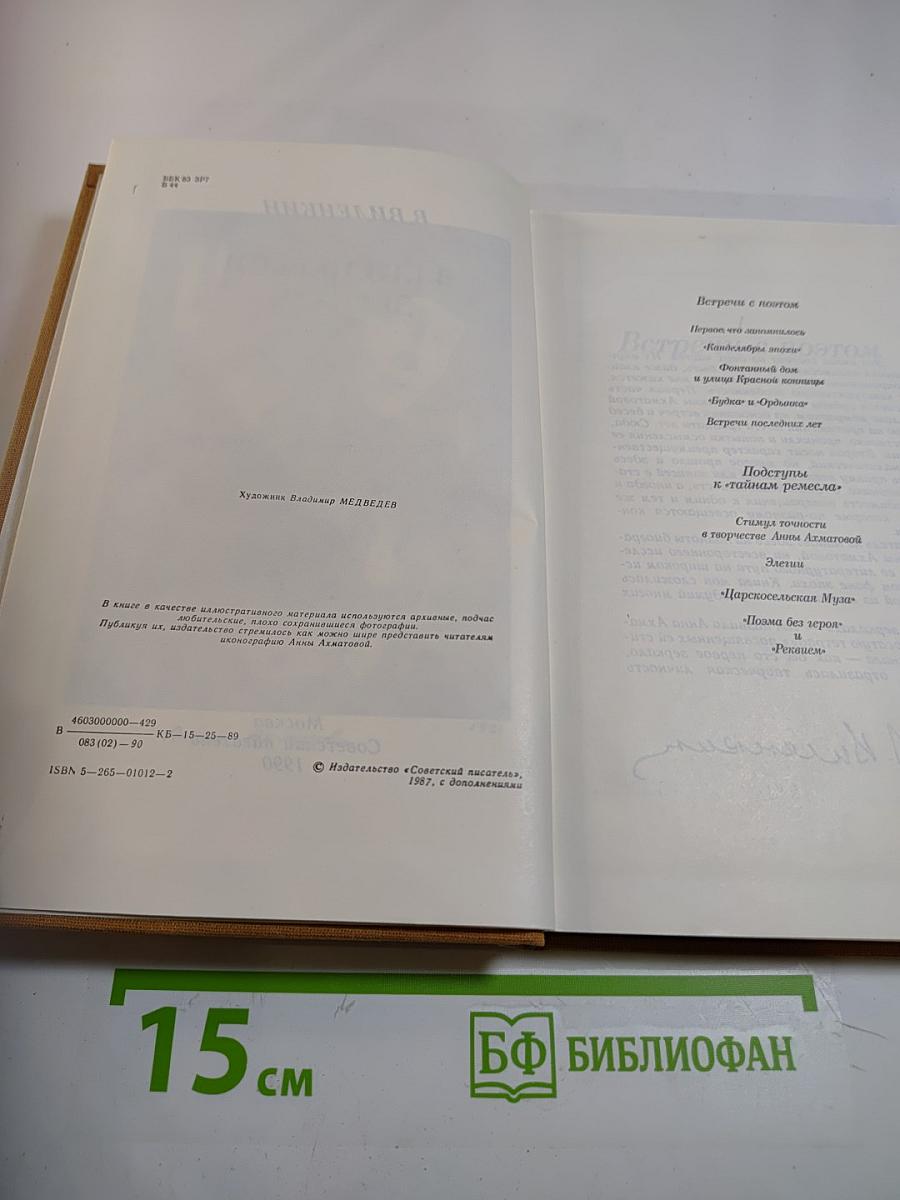 ББК 83 3Р7
В 44
Художник Владимир МЕДВЕДЕВ
В книге в качестве иллюстративного материала используются архивные, подчас
любительские, плохо сохранившиеся фотографии.
Публикуя их, издательство стремилось как можно шире представить читателям
иконографию Анны Ахматовой.
4603000000—429
В КБ—15—25—89
083(02)—90
ISBN 5—265—01012—2
© Издательство «Советский писатель»,
1987, с дополнениями
Встречи с поэтом
Первое, что запомнилось
«Канделябры эпохи»
Фонтанный дом
и улица Красной конницы
«Будка» и «Ордынка»
Встречи последних лет
Подступы
к «тайнам ремесла»
Стимул точности
в творчестве Анны Ахматовой
Элегии
«Царскосельская Муза»
«Поэма без героя»
и
«Реквием»
15 см
БФ БИБЛИОФАН